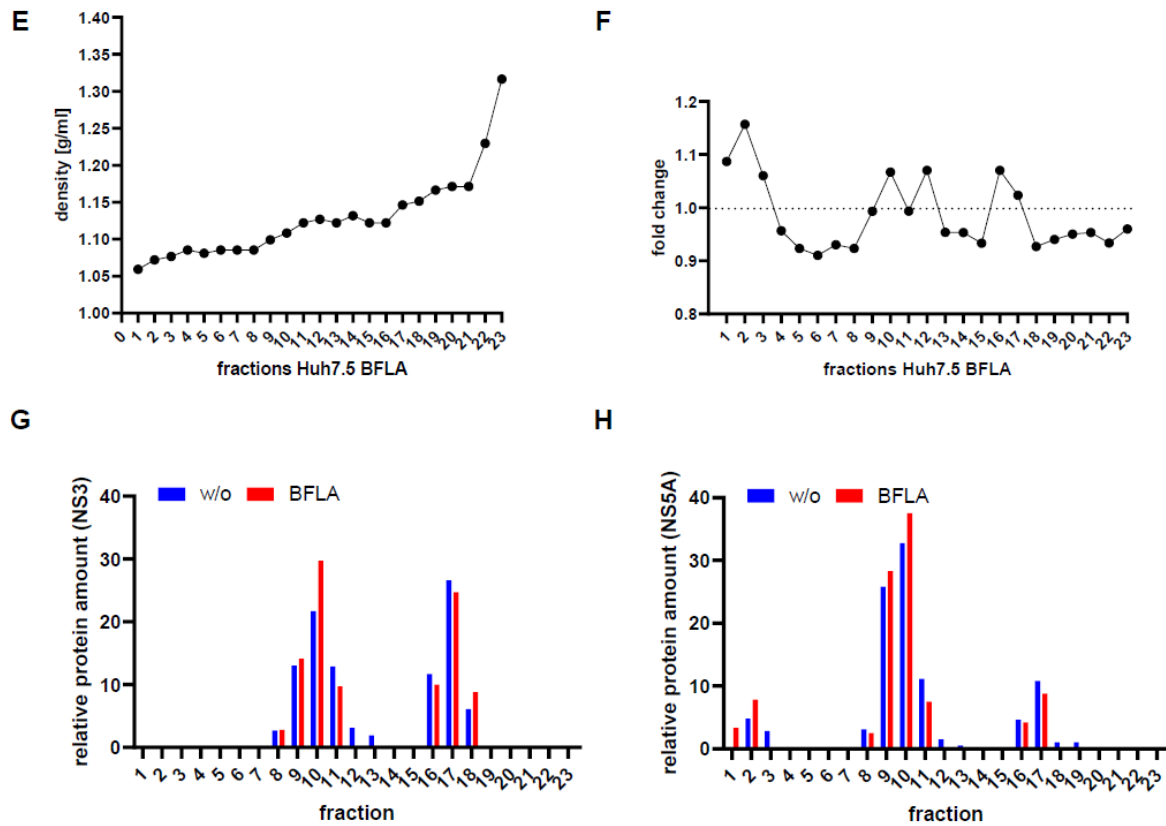 E
1.40
1.35
1.30
1.25
1.20
1.15
1.10
1.05
1.00
density [g/ml]
0 1 2 3 4 5 6 7 8 9 10 11 12 13 14 15 16 17 18 19 20 21 22 23
fractions Huh7.5 BFLA
F
1.2
1.1
1.0
0.9
0.8
fold change
1 2 3 4 5 6 7 8 9 10 11 12 13 14 15 16 17 18 19 20 21 22 23
fractions Huh7.5 BFLA
G
w/o BFLA
40
30
20
10
0
relative protein amount (NS3)
1 2 3 4 5 6 7 8 9 10 11 12 13 14 15 16 17 18 19 20 21 22 23
fraction
H
w/o BFLA
40
30
20
10
0
relative protein amount (NS5A)
1 2 3 4 5 6 7 8 9 10 11 12 13 14 15 16 17 18 19 20 21 22 23
fraction